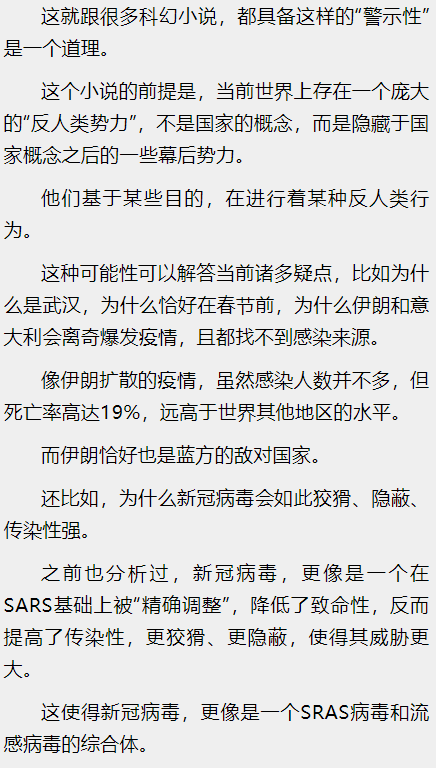 这就跟很多科幻小说，都具备这样的“警示性”
是一个道理。
这个小说的前提是，当前世界上存在一个庞大
的“反人类势力”，不是国家的概念，而是隐藏于国
家概念之后的一些幕后势力。
他们基于某些目的，在进行着某种反人类行
为。
这种可能性可以解答当前诸多疑点，比如为什
么是武汉，为什么恰好在春节前，为什么伊朗和意
大利会离奇爆发疫情，且都找不到感染来源。
像伊朗扩散的疫情，虽然感染人数并不多，但
死亡率高达19%，远高于世界其他地区的水平。
而伊朗恰好也是蓝方的敌对国家。
还比如，为什么新冠病毒会如此狡猾、隐蔽、
传染性强。
之前也分析过，新冠病毒，更像是一个在
SARS基础上被“精确调整”，降低了致命性，反而
提高了传染性，更狡猾、更隐蔽，使得其威胁更
大。
这使得新冠病毒，更像是一个SRAS病毒和流
感病毒的综合体。